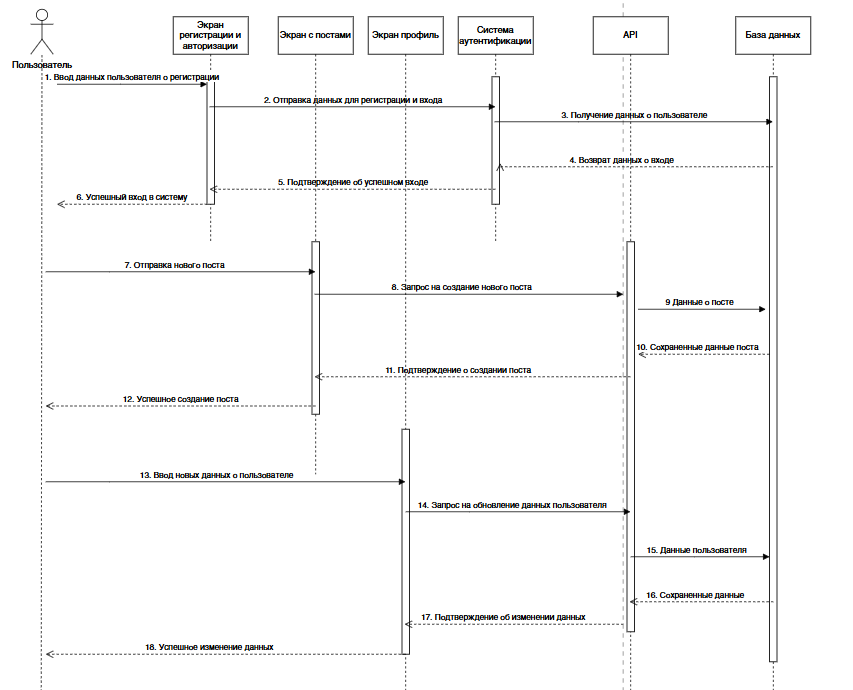 Экран
регистрации и
авторизации
Экран с постами
Экран профиль
Система
аутентификации
API
База данных
Пользователь
1. Ввод данных пользователя о регистрации
2. Отправка данных для регистрации и входа
3. Получение данных о пользователе
4. Возврат данных о входе
5. Подтверждение об успешном входе
6. Успешный вход в систему
7. Отправка нового поста
8. Запрос на создание нового поста
9 Данные о посте
10. Сохраненные данные поста
11. Подтверждение о создании поста
12. Успешное создание поста
13. Ввод новых данных о пользователе
14. Запрос на обновление данных пользователя
15. Данные пользователя
16. Сохраненные данные
17. Подтверждение об изменении данных
18. Успешное изменение данных